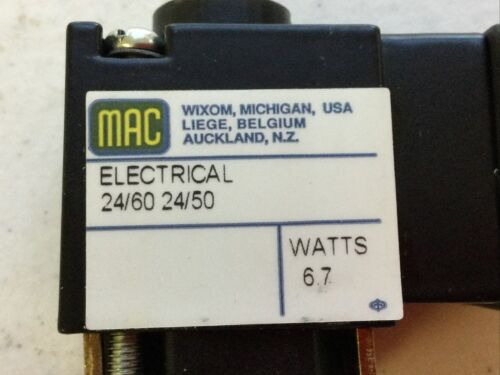 MAC
WIXOM, MICHIGAN, USA
LIEGE, BELGIUM
AUCKLAND, N.Z.
ELECTRICAL
24/60 24/50
WATTS
6.7